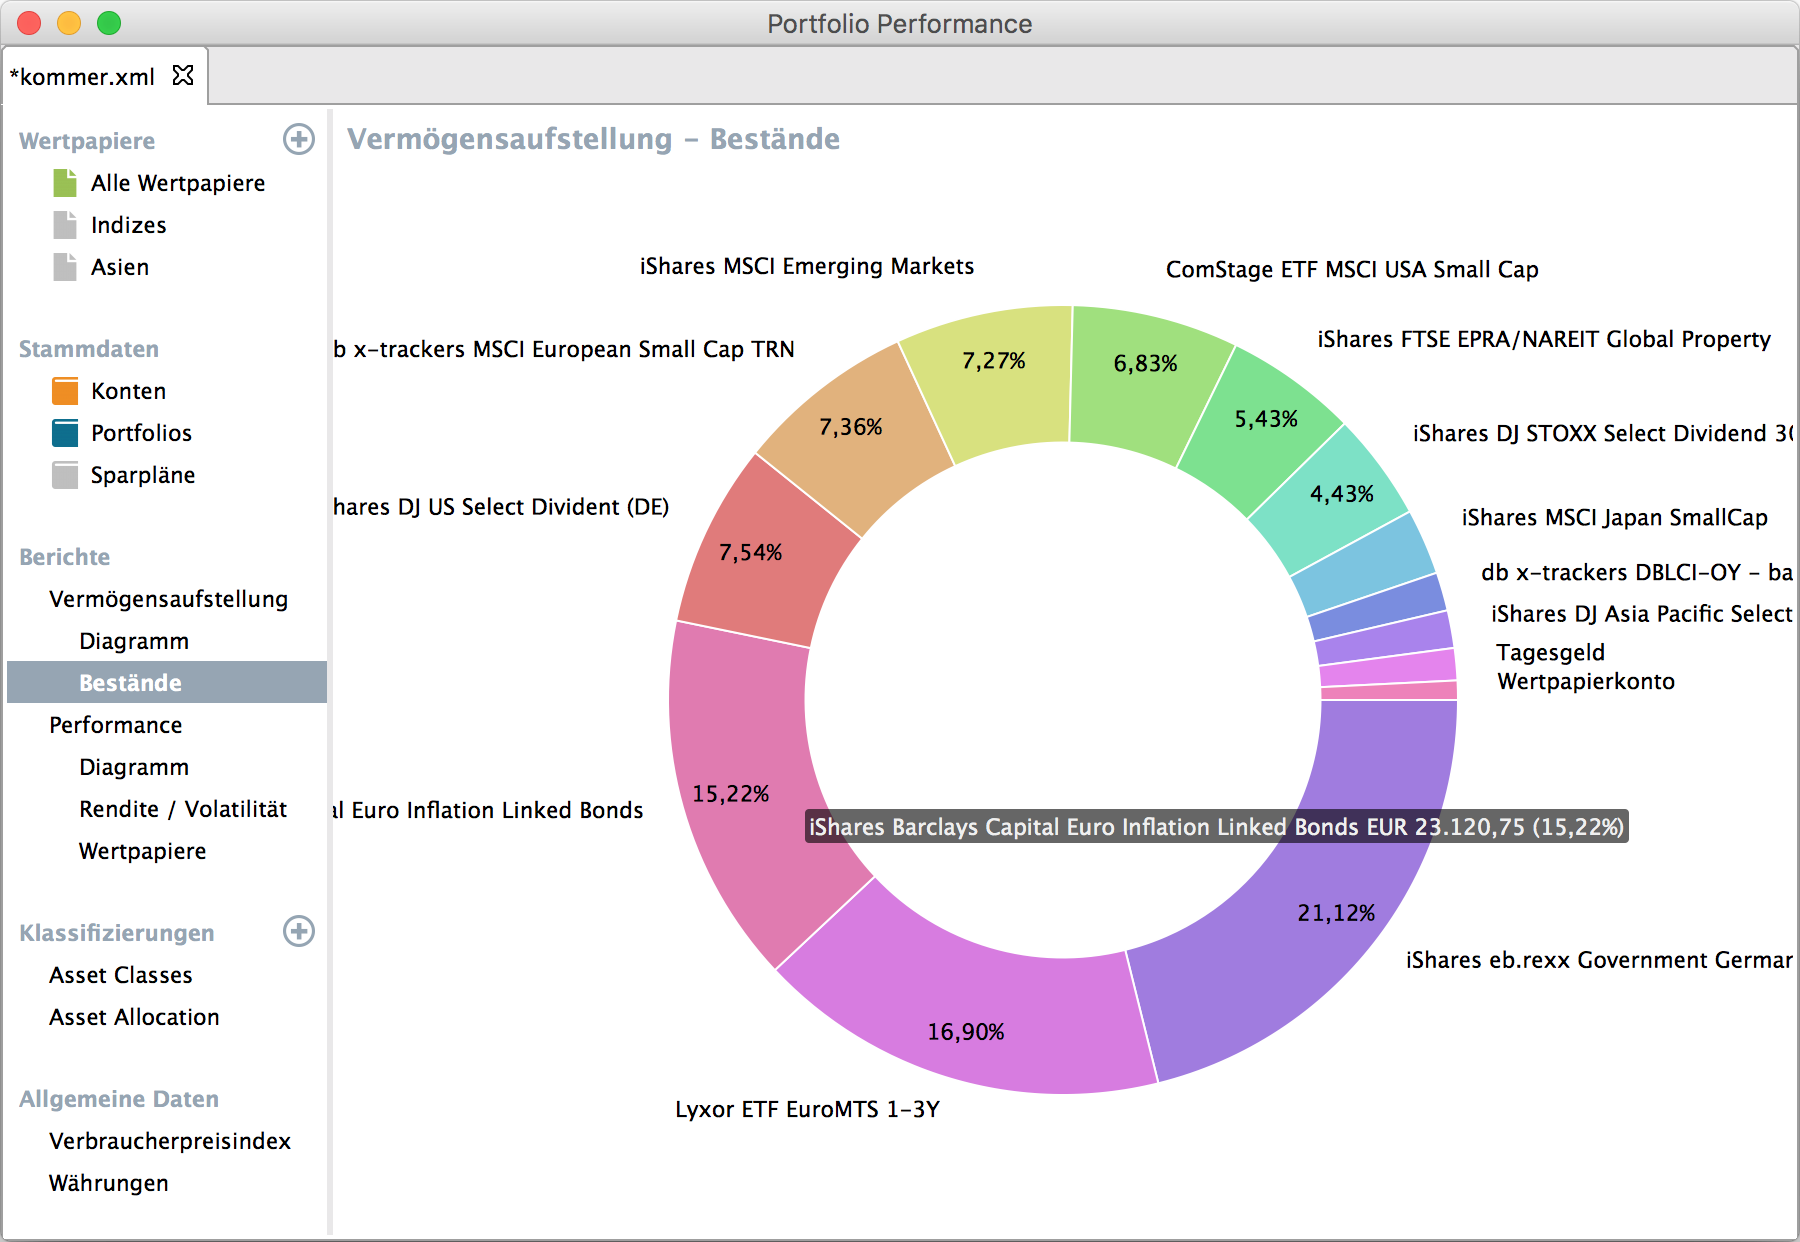 Portfolio Performance
*kommer.xml
Wertpapiere
Alle Wertpapiere
Indizes
Asien
Stammdaten
Konten
Portfolios
Sparpläne
Berichte
Vermögensaufstellung
Diagramm
Bestände
Performance
Diagramm
Rendite / Volatilität
Wertpapiere
Klassifizierungen
Asset Classes
Asset Allocation
Allgemeine Daten
Verbraucherpreisindex
Währungen
Vermögensaufstellung – Bestände
iShares MSCI Emerging Markets
ComStage ETF MSCI USA Small Cap
b x-trackers MSCI European Small Cap TRN
iShares FTSE EPRA/NAREIT Global Property
7,27%
6,83%
7,36%
5,43%
iShares DJ STOXX Select Dividend 30
4,43%
hares DJ US Select Divident (DE)
iShares MSCI Japan SmallCap
7,54%
db x-trackers DBLCI-OY - ba
iShares DJ Asia Pacific Select
Tagesgeld
Wertpapierkonto
15,22%
al Euro Inflation Linked Bonds
iShares Barclays Capital Euro Inflation Linked Bonds EUR 23.120,75 (15,22%)
21,12%
iShares eb.rexx Government German
16,90%
Lyxor ETF EuroMTS 1-3Y